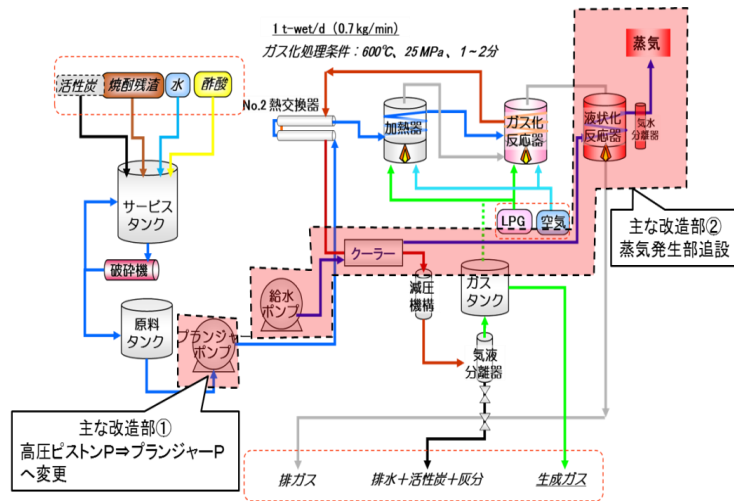 1 t-wet/d（0.7 kg/min）
ガス化処理条件：600℃、25 MPa、1～2分
蒸気
活性炭
焼酎残渣
水
酢酸
No.2 熱交換器
加熱器
ガス化
反応器
液状化
反応器
気水
分離器
サービス
タンク
LPG
空気
主な改造部②
蒸気発生部追設
破砕機
クーラー
減圧
機構
ガス
タンク
給水
ポンプ
原料
タンク
プランジャー
ポンプ
気液
分離器
主な改造部①
高圧ピストンP⇒プランジャーP
へ変更
排ガス
排水＋活性炭＋灰分
生成ガス